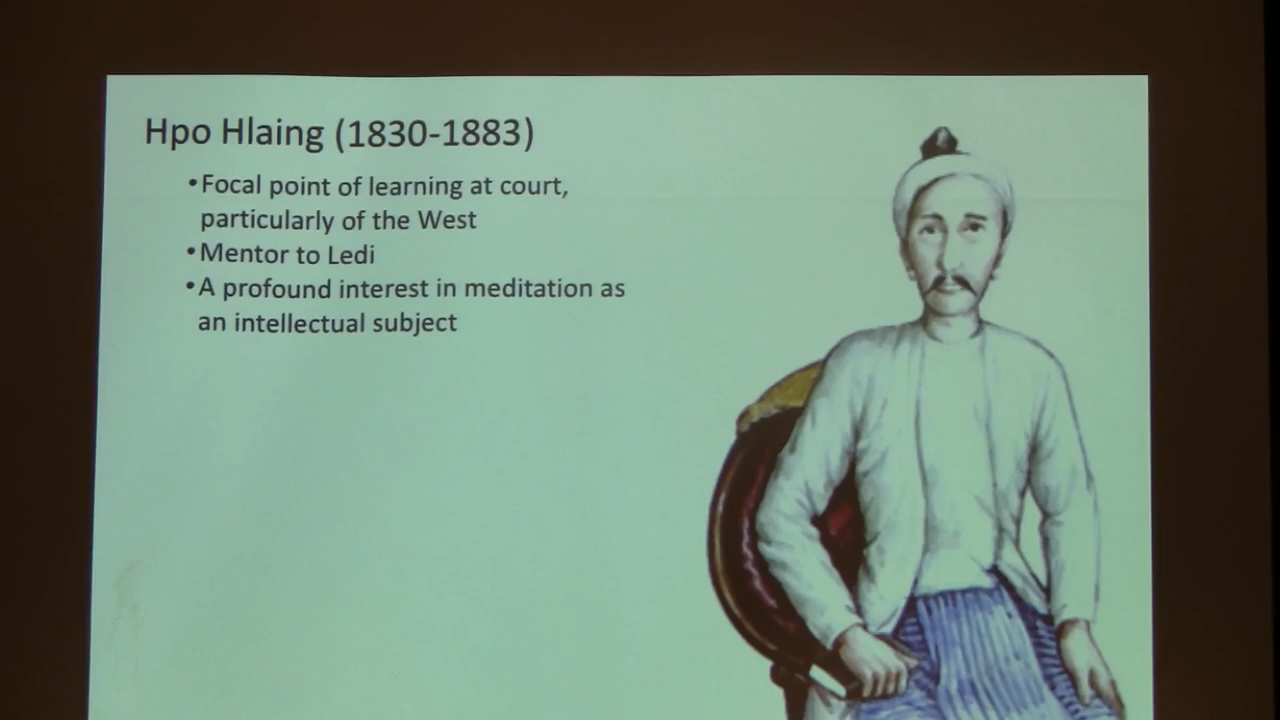 Hpo Hlaing (1830-1883)
•Focal point of learning at court,
particularly of the West
•Mentor to Ledi
•A profound interest in meditation as
an intellectual subject